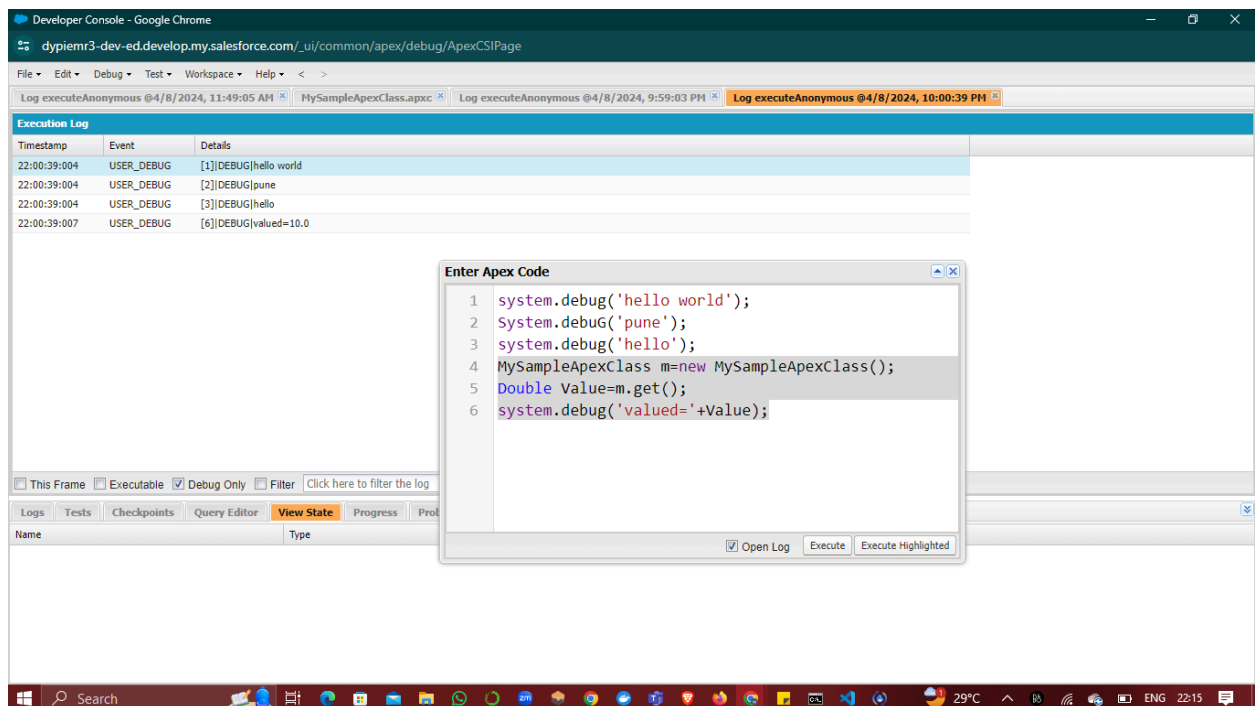 Developer Console - Google Chrome
dypiemr3-dev-ed.develop.my.salesforce.com/_ui/common/apex/debug/ApexCSIPage
File Edit Debug Test Workspace Help < >
Log executeAnonymous @4/8/2024, 11:49:05 AM MySampleApexClass.apxc Log executeAnonymous @4/8/2024, 9:59:03 PM Log executeAnonymous @4/8/2024, 10:00:39 PM
Execution Log
Timestamp Event Details
22:00:39:004 USER_DEBUG [1]|DEBUG|hello world
22:00:39:004 USER_DEBUG [2]|DEBUG|pune
22:00:39:004 USER_DEBUG [3]|DEBUG|hello
22:00:39:007 USER_DEBUG [6]|DEBUG|valued=10.0
Enter Apex Code
1 system.debug('hello world');
2 System.debuG('pune');
3 system.debug('hello');
4 MySampleApexClass m=new MySampleApexClass();
5 Double Value=m.get();
6 system.debug('valued='+Value);
Open Log Execute Execute Highlighted
This Frame Executable Debug Only Filter Click here to filter the log
Logs Tests Checkpoints Query Editor View State Progress Prob
Name Type
Search 29°C ENG 22:15